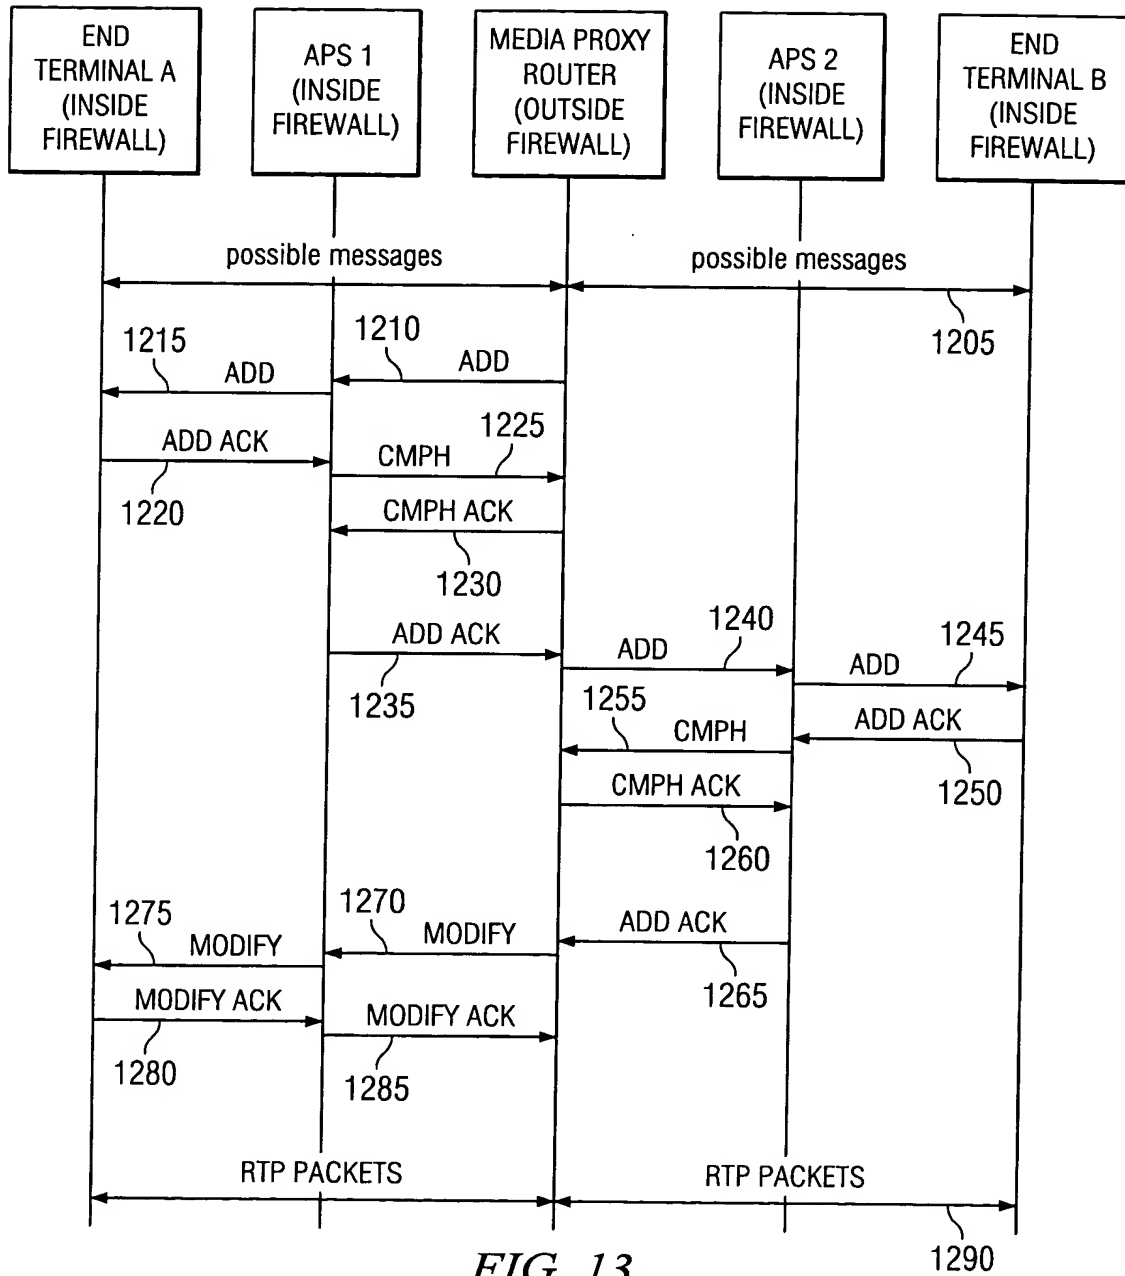 END
TERMINAL A
(INSIDE
FIREWALL)
APS 1
(INSIDE
FIREWALL)
MEDIA PROXY
ROUTER
(OUTSIDE
FIREWALL)
APS 2
(INSIDE
FIREWALL)
END
TERMINAL B
(INSIDE
FIREWALL)
possible messages
possible messages
1205
1215
1210
ADD
ADD
1225
ADD ACK
CMPH
1220
CMPH ACK
1230
1240
1245
ADD ACK
ADD
ADD
1235
1255
CMPH
ADD ACK
1250
CMPH ACK
1260
1275
1270
MODIFY
MODIFY
ADD ACK
1265
MODIFY ACK
MODIFY ACK
1280
1285
RTP PACKETS
RTP PACKETS
1290
FIG. 13